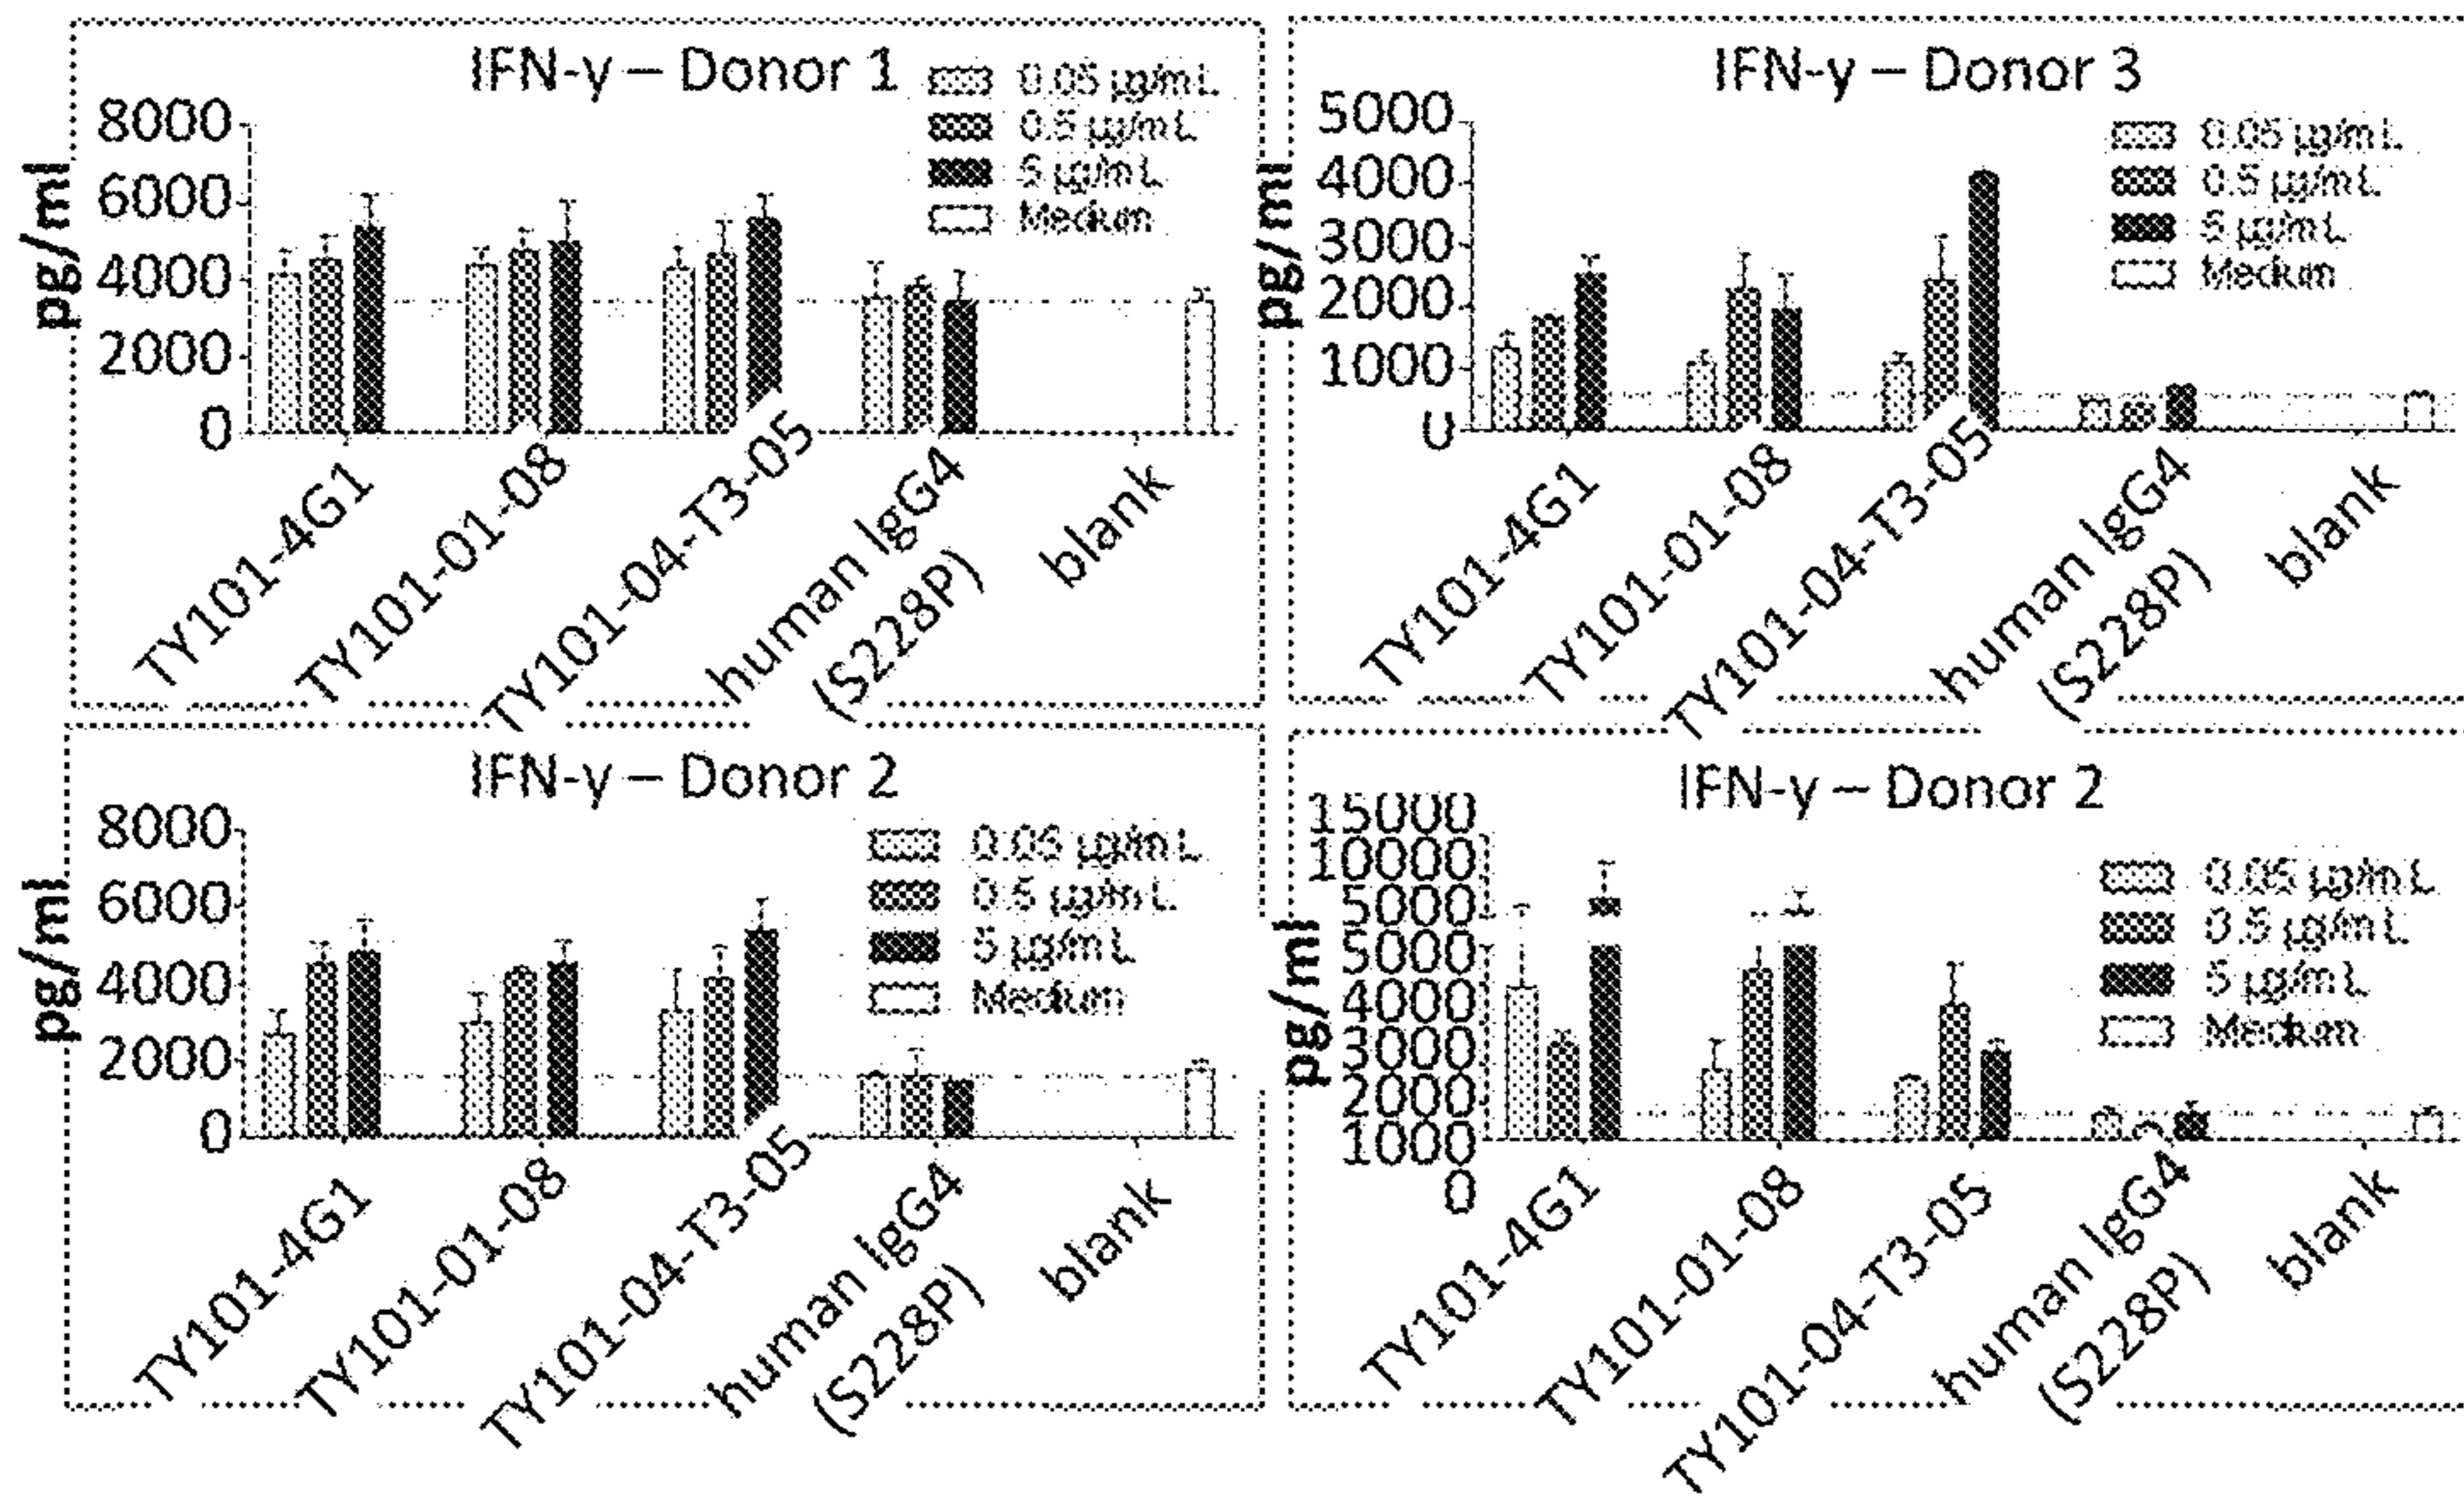 IFN-y – Donor 1
0.05 µg/mL
0.5 µg/mL
5 µg/mL
Medium
pg/ml
8000
6000
4000
2000
0
TY101-4G1
TY101-01-08
TY101-04-T3-05
human IgG4
(S228P)
blank
IFN-y – Donor 3
0.05 µg/mL
0.5 µg/mL
5 µg/mL
Medium
pg/ml
5000
4000
3000
2000
1000
0
TY101-4G1
TY101-01-08
TY101-04-T3-05
human IgG4
(S228P)
blank
IFN-y – Donor 2
0.05 µg/mL
0.5 µg/mL
5 µg/mL
Medium
pg/ml
8000
6000
4000
2000
0
TY101-4G1
TY101-01-08
TY101-04-T3-05
human IgG4
(S228P)
blank
IFN-y – Donor 2
0.05 µg/mL
0.5 µg/mL
5 µg/mL
Medium
pg/ml
15000
10000
5000
5000
4000
3000
2000
1000
0
TY101-4G1
TY101-01-08
TY101-04-T3-05
human IgG4
(S228P)
blank